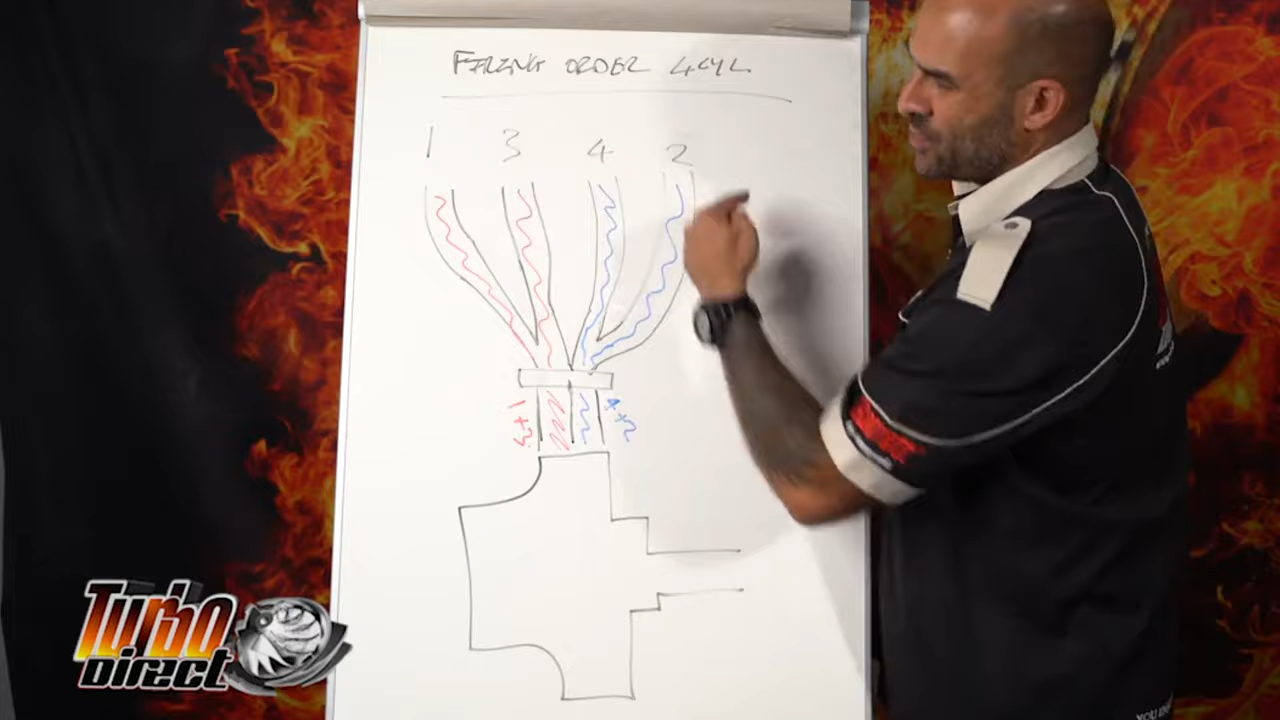 FIRING ORDER 4CYL
1 3 4 2
1+3
4+2
TURBO
DIRECT